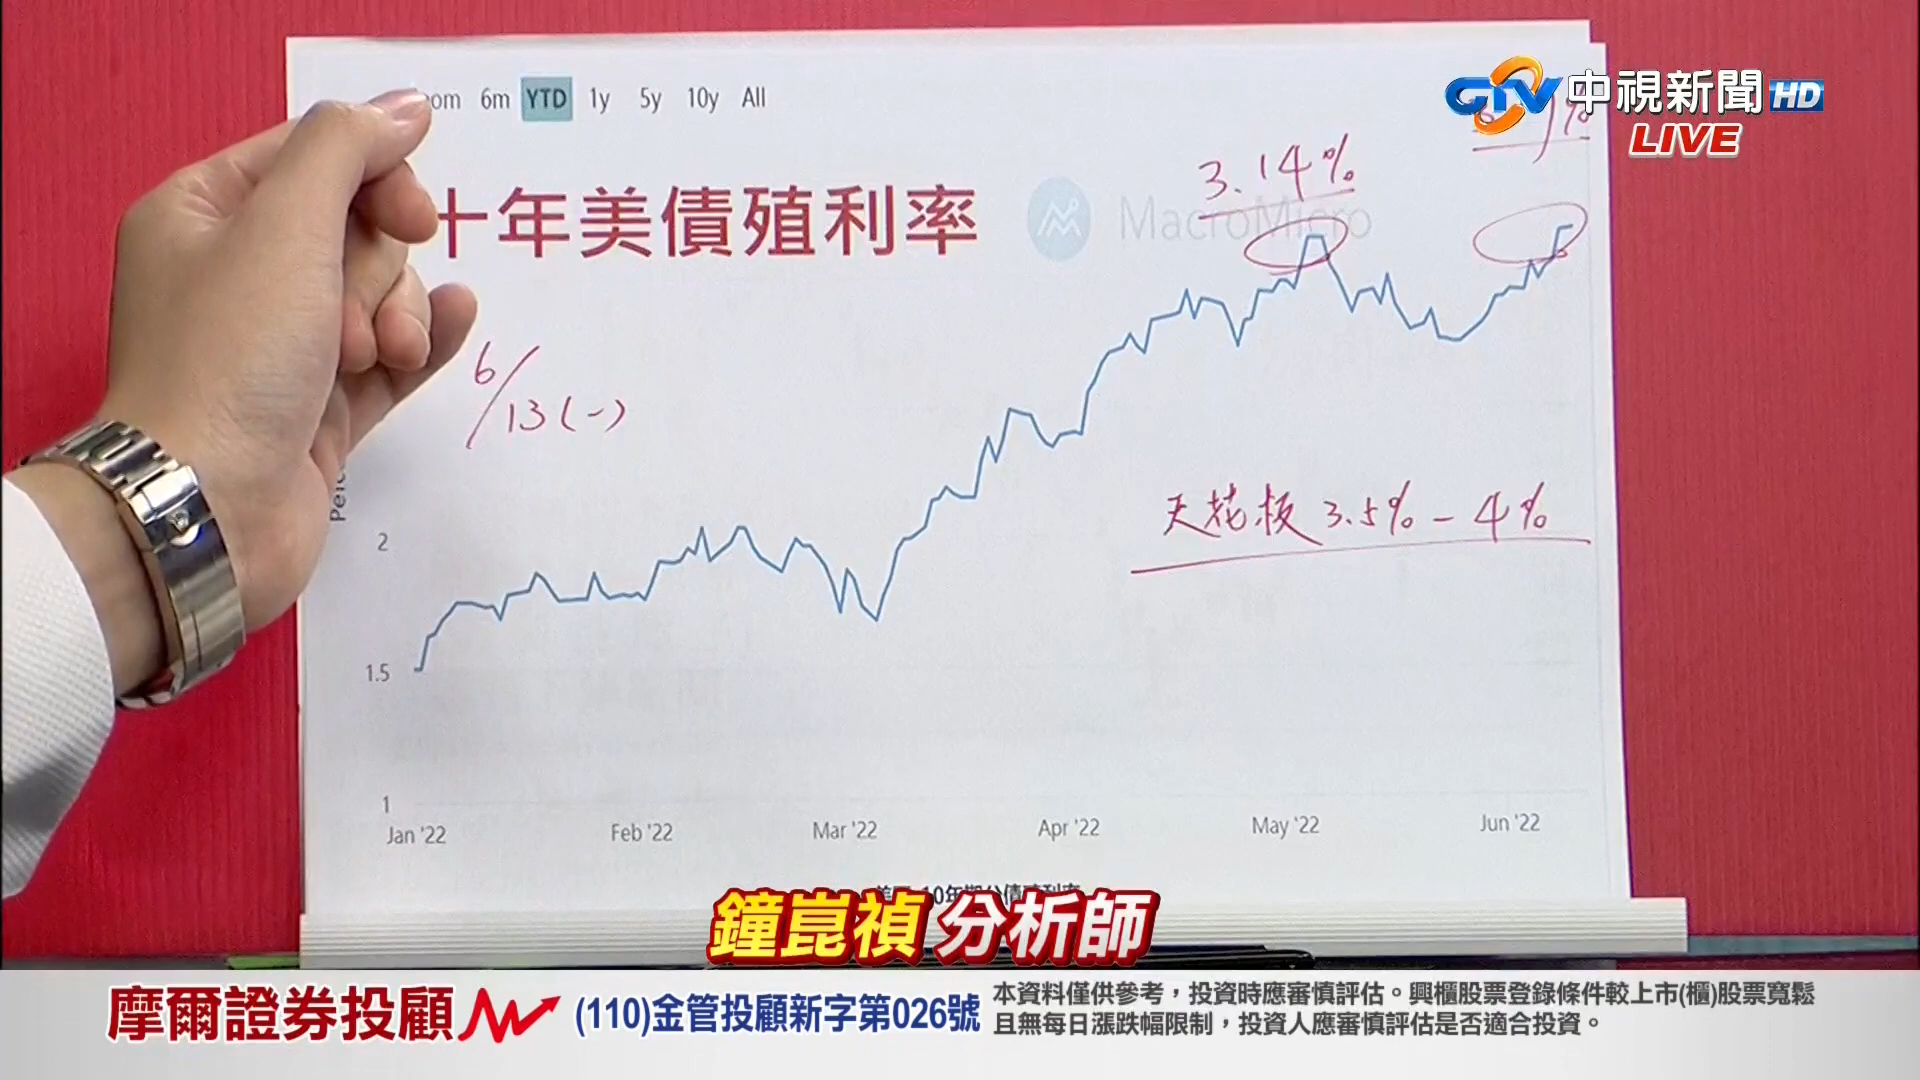 6m YTD 1y 5y 10y All
CTV 中視新聞 HD
LIVE
十年美債殖利率
MacroMicro
3.14%
6/13(一)
天花板 3.5% - 4%
2
1.5
1
Jan '22 Feb '22 Mar '22 Apr '22 May '22 Jun '22
鐘崑禎 分析師
摩爾證券投顧
(110)金管投顧新字第026號
本資料僅供參考，投資時應審慎評估。興櫃股票登錄條件較上市(櫃)股票寬鬆
且無每日漲跌幅限制，投資人應審慎評估是否適合投資。